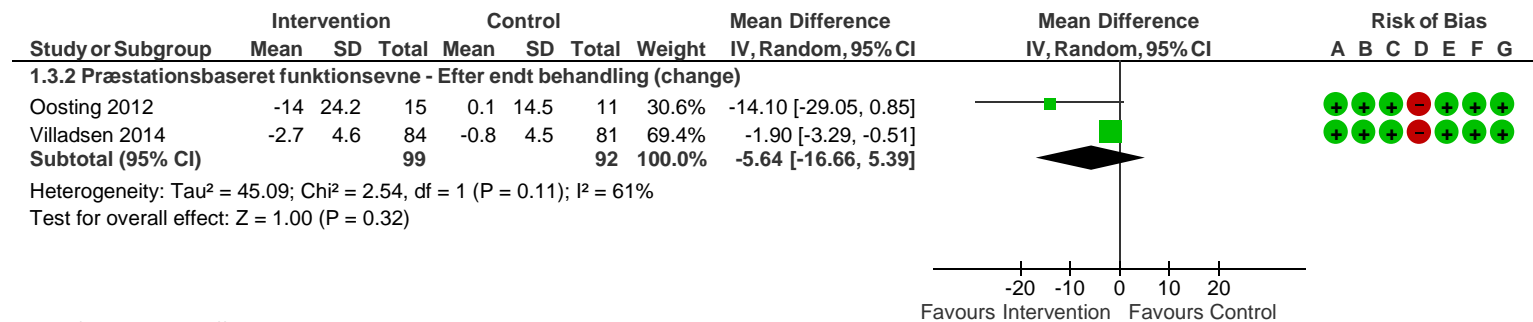 Intervention Control Mean Difference Mean Difference Risk of Bias
Study or Subgroup Mean SD Total Mean SD Total Weight IV, Random, 95% CI IV, Random, 95% CI A B C D E F G
1.3.2 Præstationsbaseret funktionsevne - Efter endt behandling (change)
Oosting 2012 -14 24.2 15 0.1 14.5 11 30.6% -14.10 [-29.05, 0.85] + + + - + + +
Villadsen 2014 -2.7 4.6 84 -0.8 4.5 81 69.4% -1.90 [-3.29, -0.51] + + + - + + +
Subtotal (95% CI) 99 92 100.0% -5.64 [-16.66, 5.39]
Heterogeneity: Tau² = 45.09; Chi² = 2.54, df = 1 (P = 0.11); I² = 61%
Test for overall effect: Z = 1.00 (P = 0.32)
-20 -10 0 10 20
Favours Intervention Favours Control